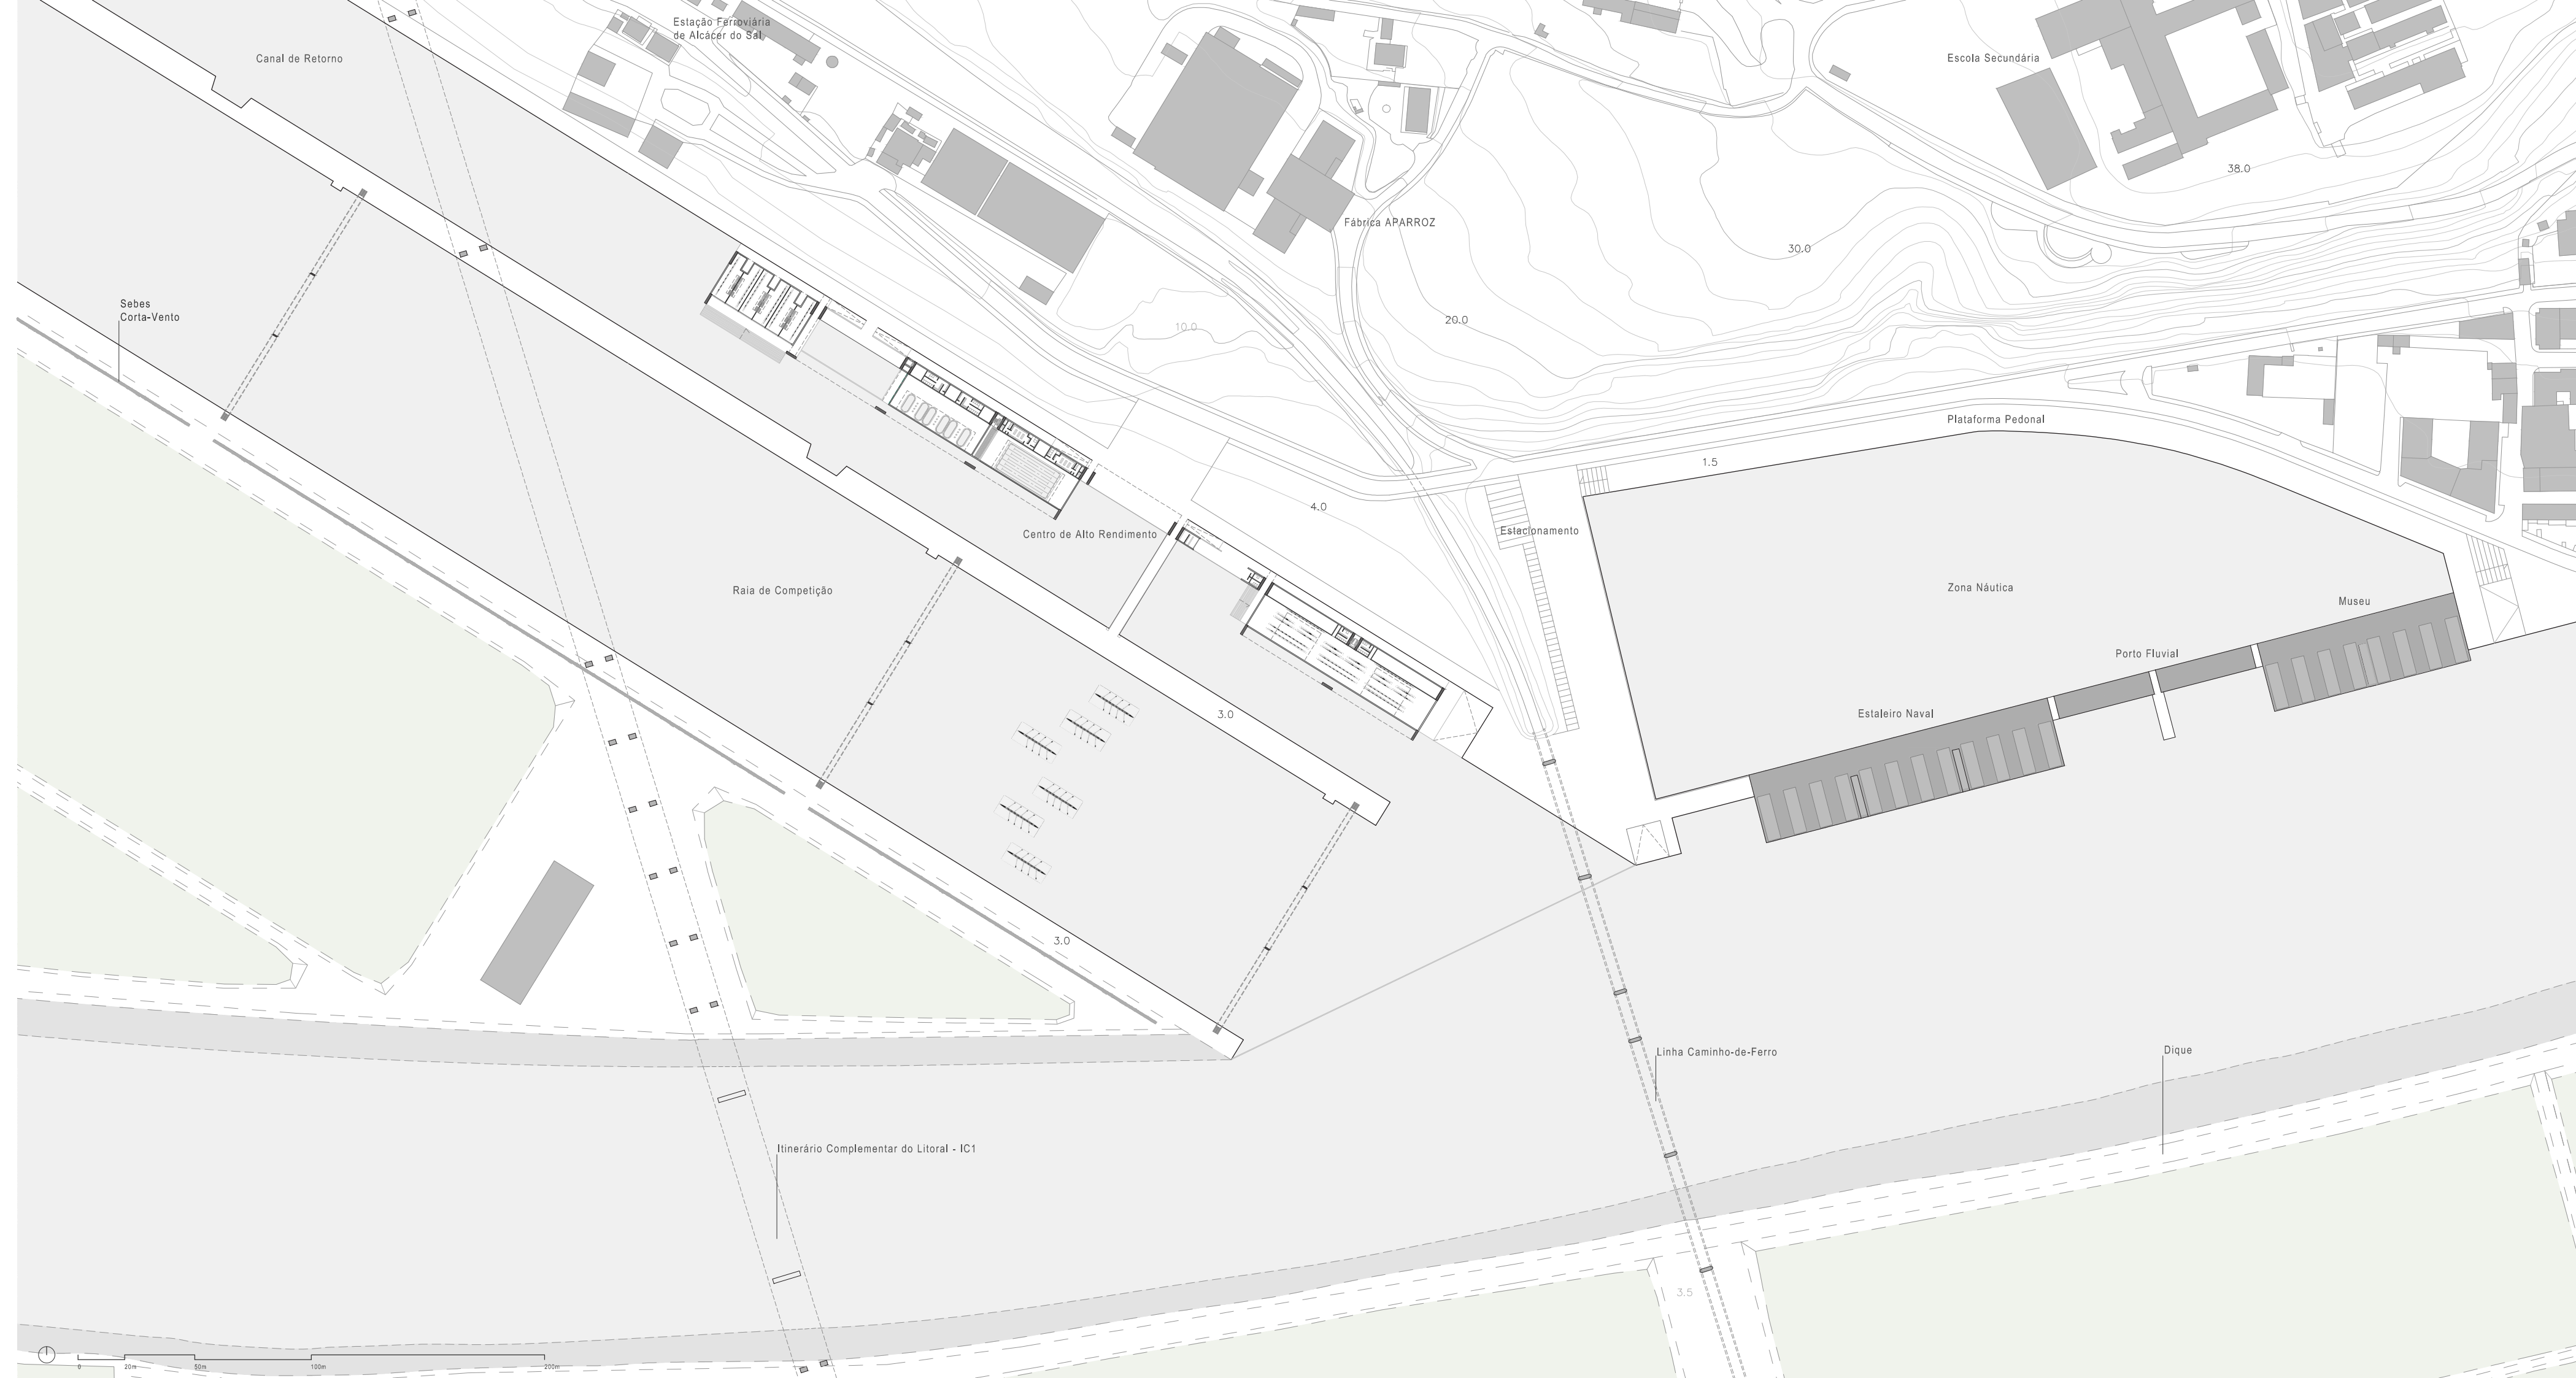 Estação Ferroviária
de Alcácer do Sal
Canal de Retorno
Escola Secundária
38.0
Fábrica APARROZ
30.0
Sebes
Corta-Vento
20.0
10.0
Plataforma Pedonal
1.5
4.0
Estacionamento
Centro de Alto Rendimento
Raia de Competição
Zona Náutica
Museu
Porto Fluvial
3.0
Estaleiro Naval
3.0
Linha Caminho-de-Ferro
Dique
Itinerário Complementar do Litoral - IC1
3.5
0
20m
50m
100m
200m